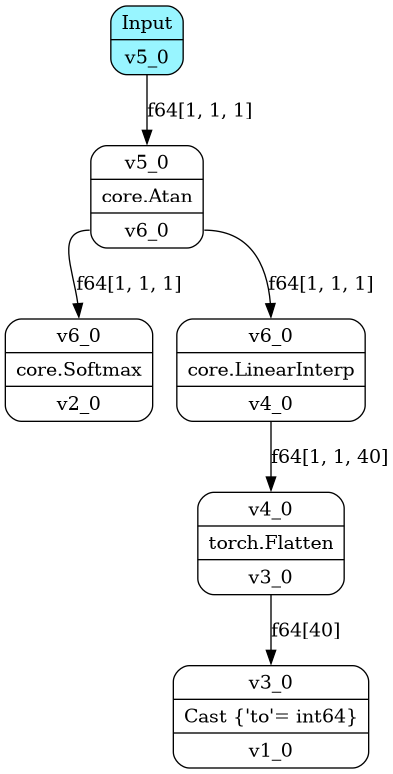 Input
v5_0
f64[1, 1, 1]
v5_0
core.Atan
v6_0
f64[1, 1, 1]
f64[1, 1, 1]
v6_0
core.Softmax
v2_0
v6_0
core.LinearInterp
v4_0
f64[1, 1, 40]
v4_0
torch.Flatten
v3_0
f64[40]
v3_0
Cast {'to'= int64}
v1_0